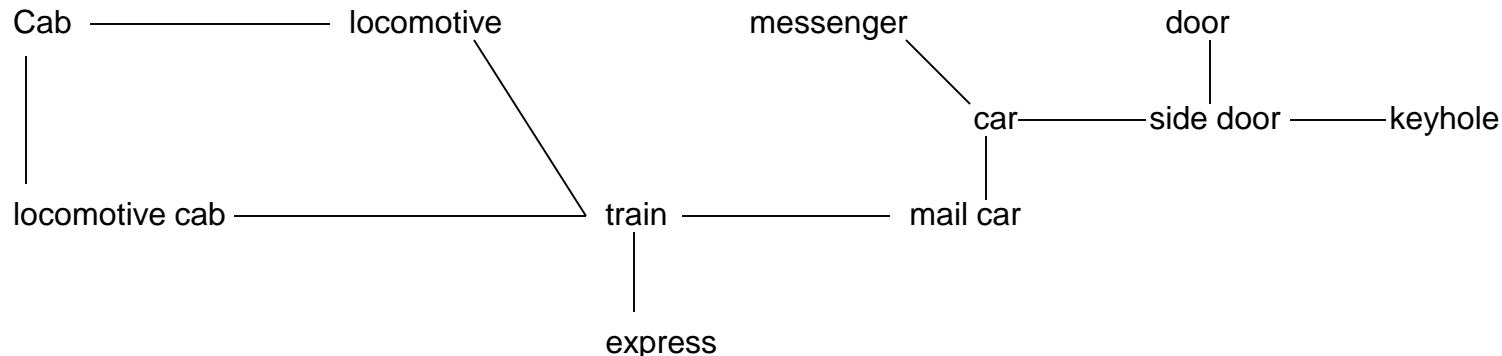 Cab locomotive messenger door
car side door keyhole
locomotive cab train mail car
express